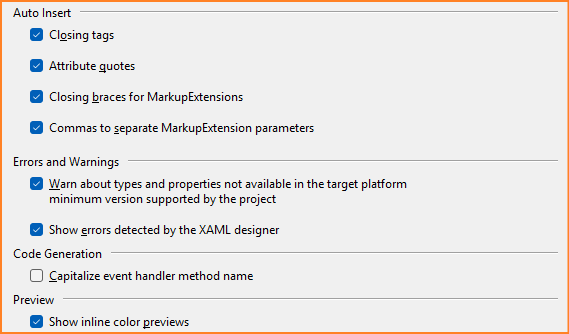 Auto Insert
Closing tags
Attribute quotes
Closing braces for MarkupExtensions
Commas to separate MarkupExtension parameters
Errors and Warnings
Warn about types and properties not available in the target platform
minimum version supported by the project
Show errors detected by the XAML designer
Code Generation
Capitalize event handler method name
Preview
Show inline color previews